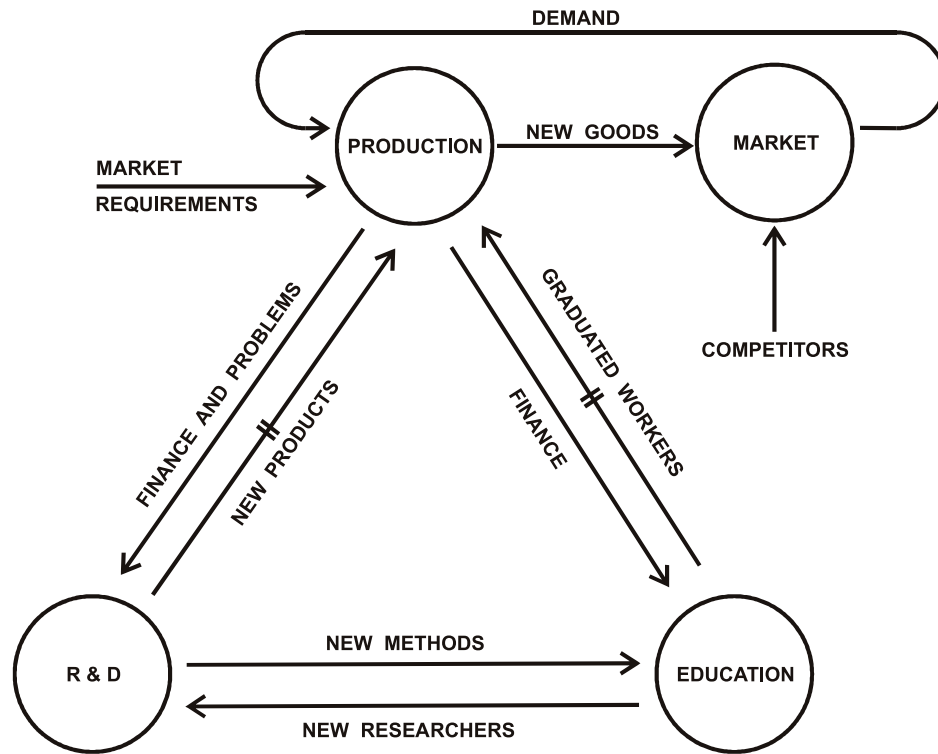 DEMAND
PRODUCTION
NEW GOODS
MARKET
MARKET
REQUIREMENTS
FINANCE AND PROBLEMS
NEW PRODUCTS
GRADUATED WORKERS
FINANCE
COMPETITORS
R & D
NEW METHODS
EDUCATION
NEW RESEARCHERS